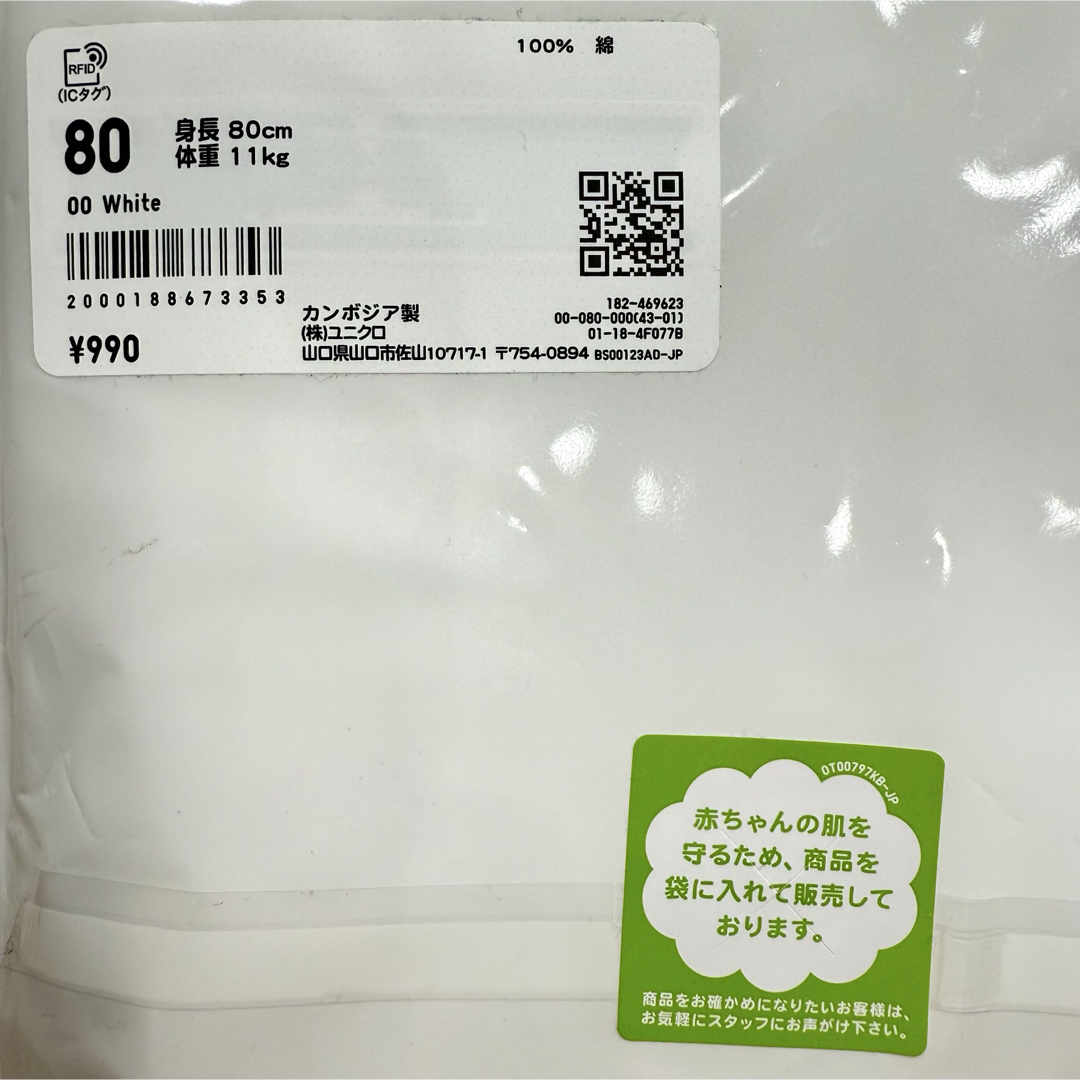 100% 綿
RFID
(ICタグ)
80
身長 80cm
体重 11kg
00 White
2000188673353
¥990
カンボジア製
(株)ユニクロ
山口県山口市佐山10717-1 〒754-0894
182-469623
00-080-000(43-01)
01-18-4F077B
BS00123AD-JP
OT00797KB-JP
赤ちゃんの肌を
守るため、商品を
袋に入れて販売して
おります。
商品をお確かめになりたいお客様は、
お気軽にスタッフにお声がけ下さい。